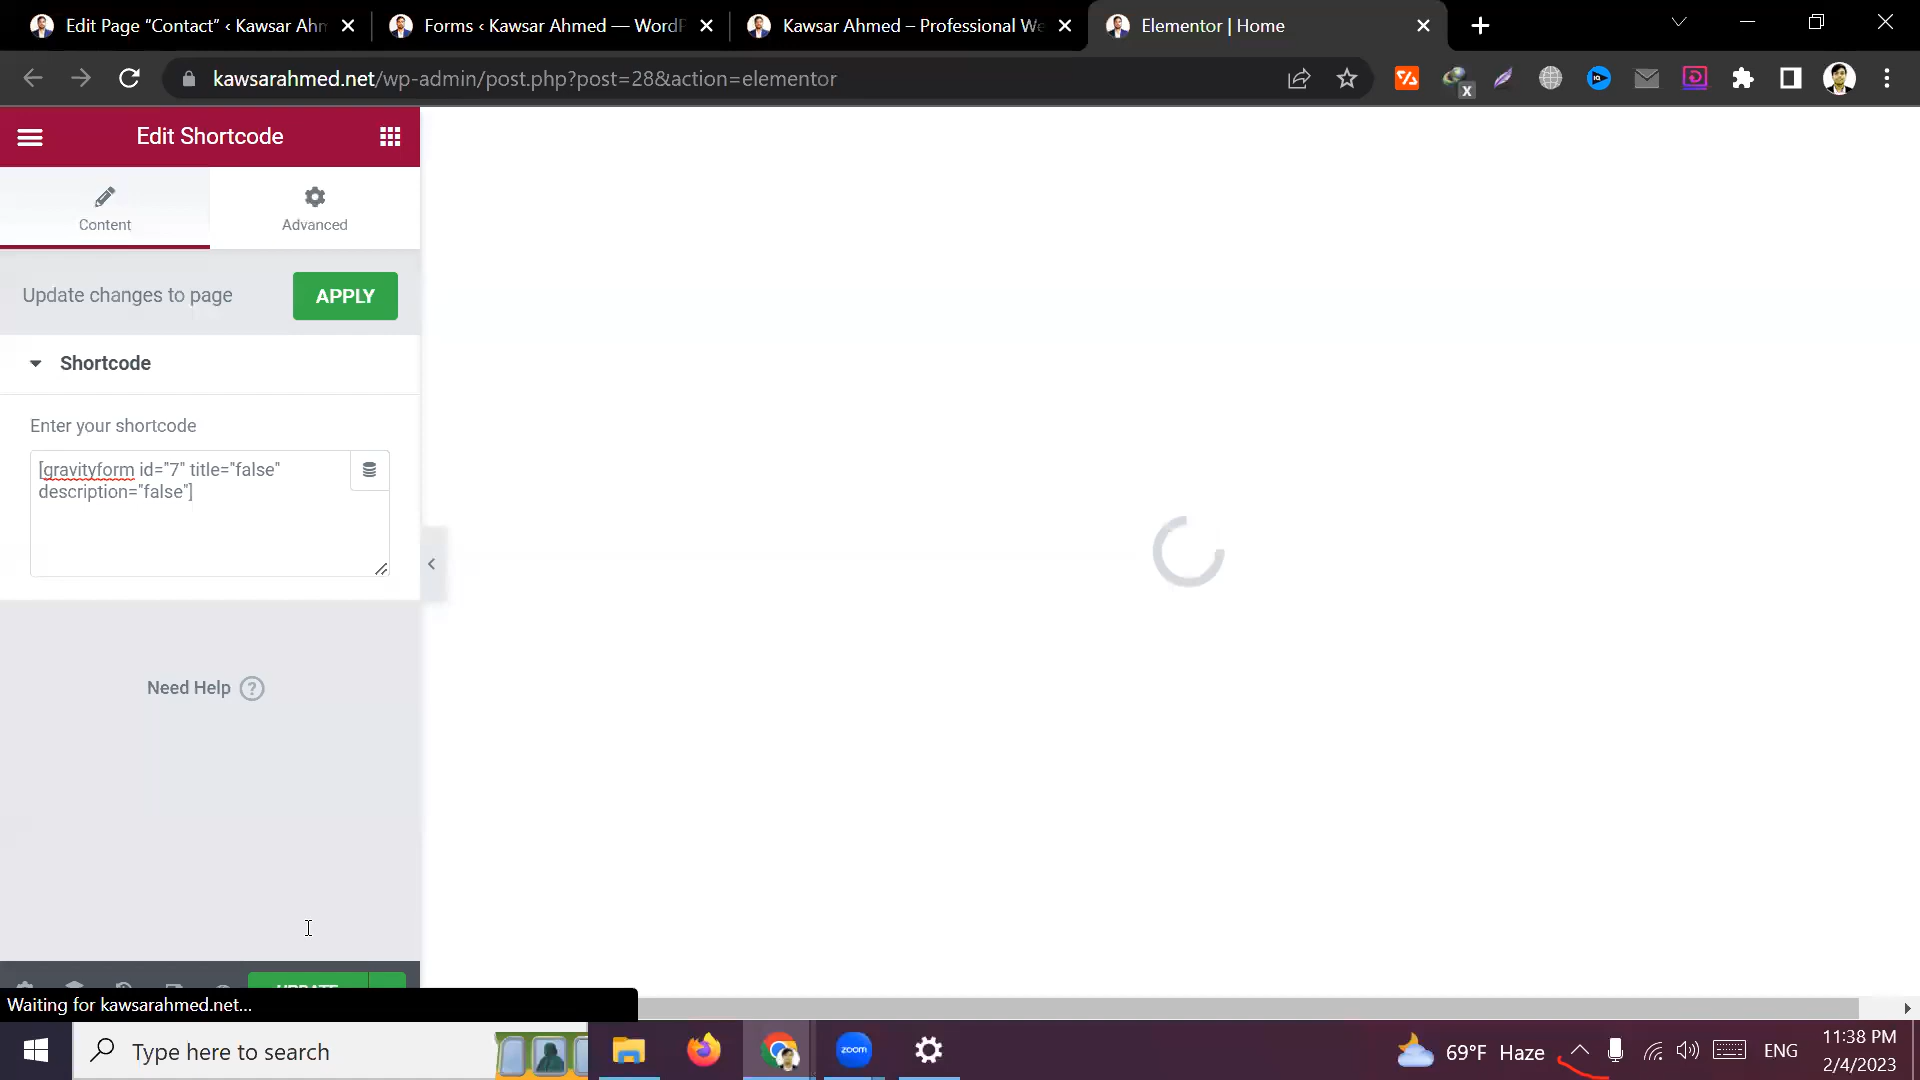 Edit Page “Contact” ‹ Kawsar Ahm
Forms ‹ Kawsar Ahmed — WordP
Kawsar Ahmed – Professional We
Elementor | Home
kawsarahmed.net/wp-admin/post.php?post=28&action=elementor
Edit Shortcode
Content
Advanced
Update changes to page
APPLY
Shortcode
Enter your shortcode
[gravityform id="7" title="false"
description="false"]
Need Help
UPDATE
Waiting for kawsarahmed.net...
Type here to search
zoom
69°F Haze
ENG
11:38 PM
2/4/2023